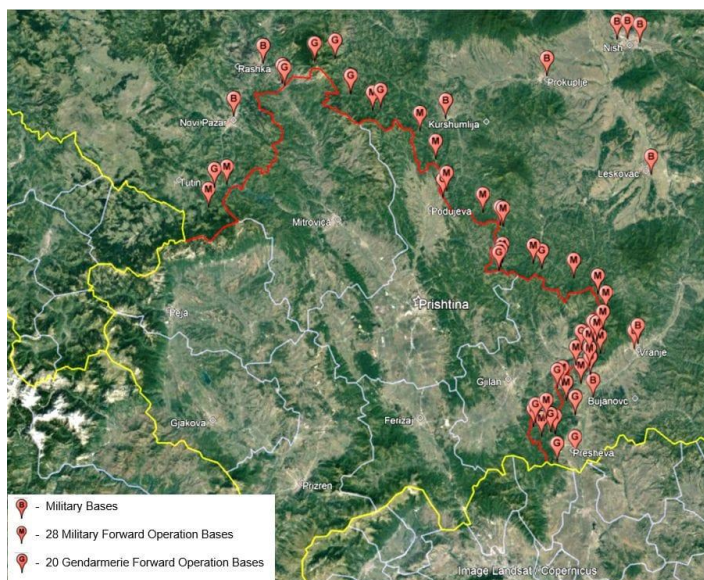 Nish
Rashka
Prokuplje
Novi Pazar
Kurshumlija
Leskovac
Tutin
Podujeva
Mitrovica
Prishtina
Peja
Vranje
Gjilan
Bujanovc
Gjakova
Ferizaj
Presheva
Prizren
B - Military Bases
M - 28 Military Forward Operation Bases
G - 20 Gendarmerie Forward Operation Bases
Image Landsat / Copernicus